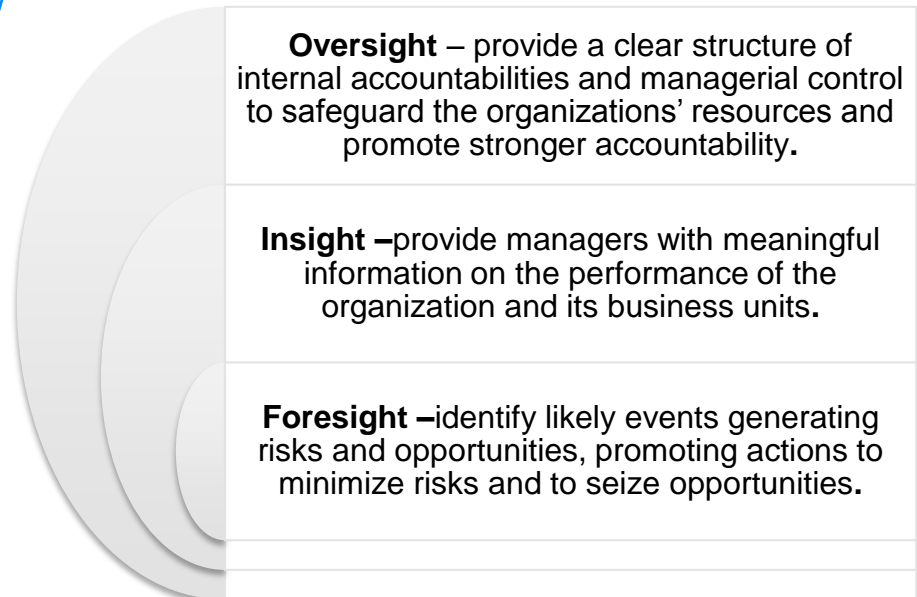 Oversight – provide a clear structure of
internal accountabilities and managerial control
to safeguard the organizations’ resources and
promote stronger accountability.
Insight –provide managers with meaningful
information on the performance of the
organization and its business units.
Foresight –identify likely events generating
risks and opportunities, promoting actions to
minimize risks and to seize opportunities.